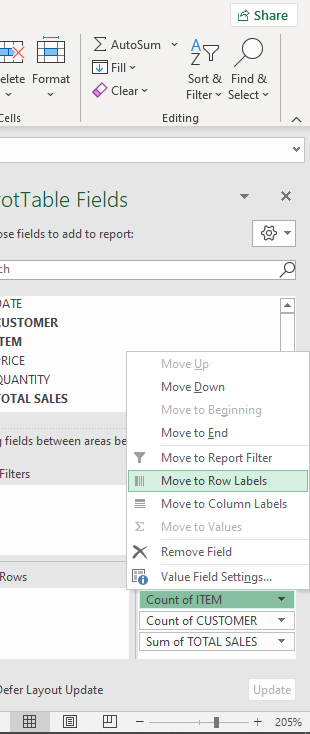 Share
AutoSum
Fill
Clear
A
Z
Sort &
Filter
Find &
Select
elete
Format
Cells
Editing
otTable Fields
ose fields to add to report:
ch
DATE
CUSTOMER
TEM
PRICE
QUANTITY
TOTAL SALES
g fields between areas be
Filters
Move Up
Move Down
Move to Beginning
Move to End
Move to Report Filter
Move to Row Labels
Move to Column Labels
Move to Values
Remove Field
Value Field Settings...
Rows
Count of ITEM
Count of CUSTOMER
Sum of TOTAL SALES
Defer Layout Update
Update
205%